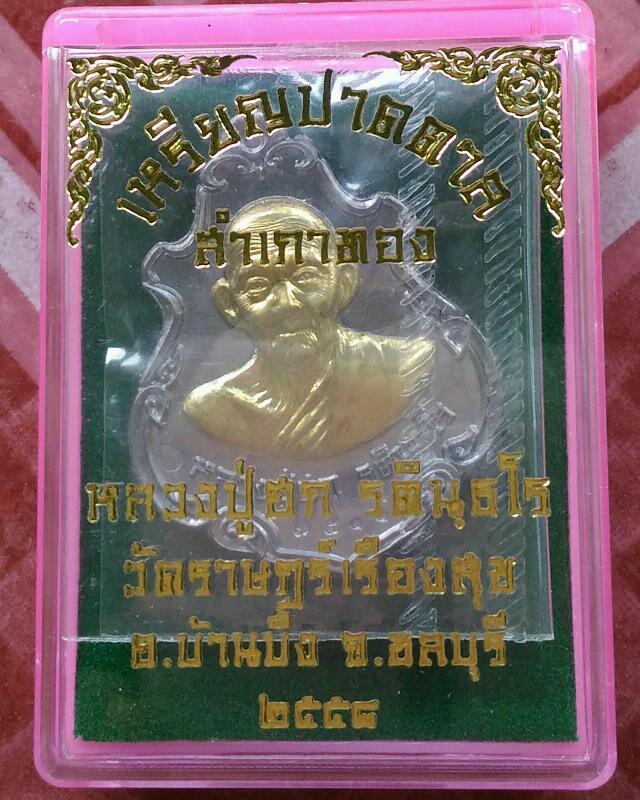 เหรียญปาดตาล
สำเภาทอง
หลวงปู่ฮก รตินฺธโร
วัดราษฎร์เรืองสุข
อ.บ้านบึ้ง จ.ชลบุรี
๒๕๕๘